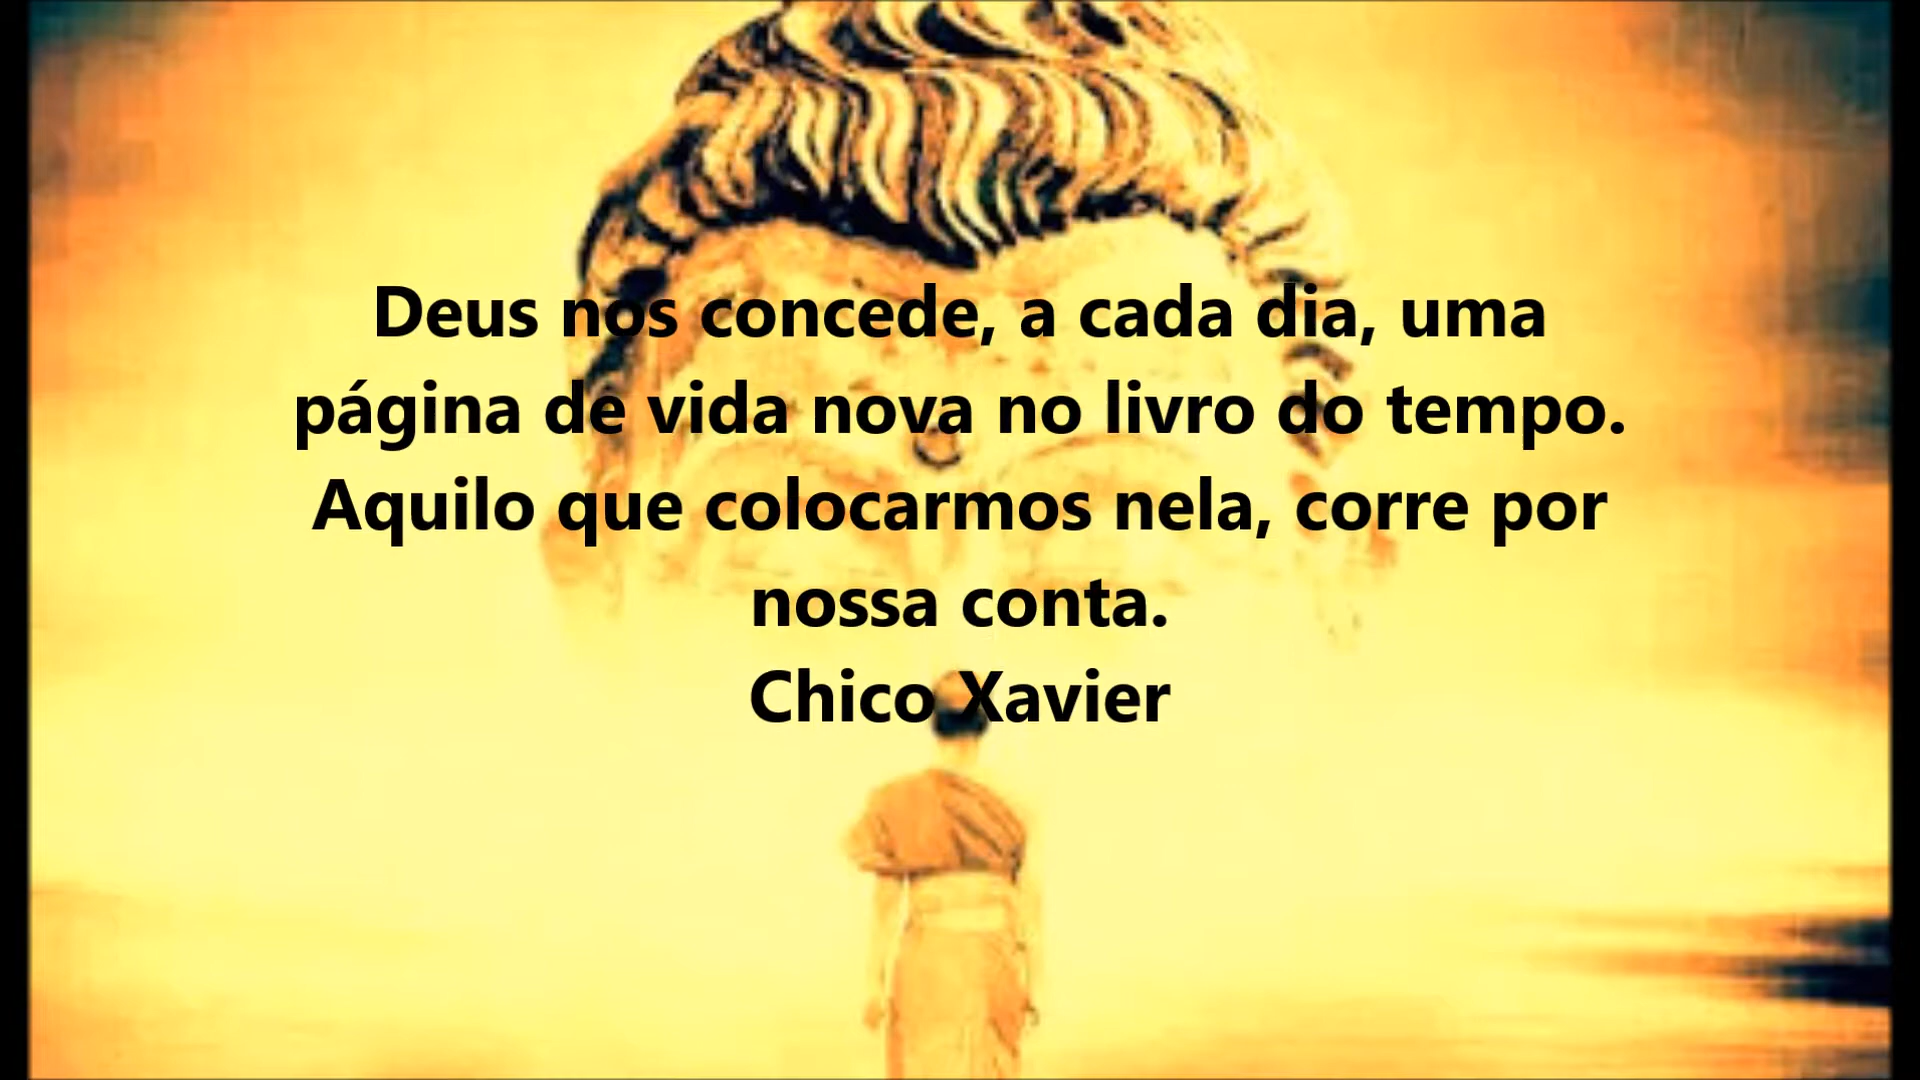 Deus nos concede, a cada dia, uma
página de vida nova no livro do tempo.
Aquilo que colocarmos nela, corre por
nossa conta.
Chico Xavier